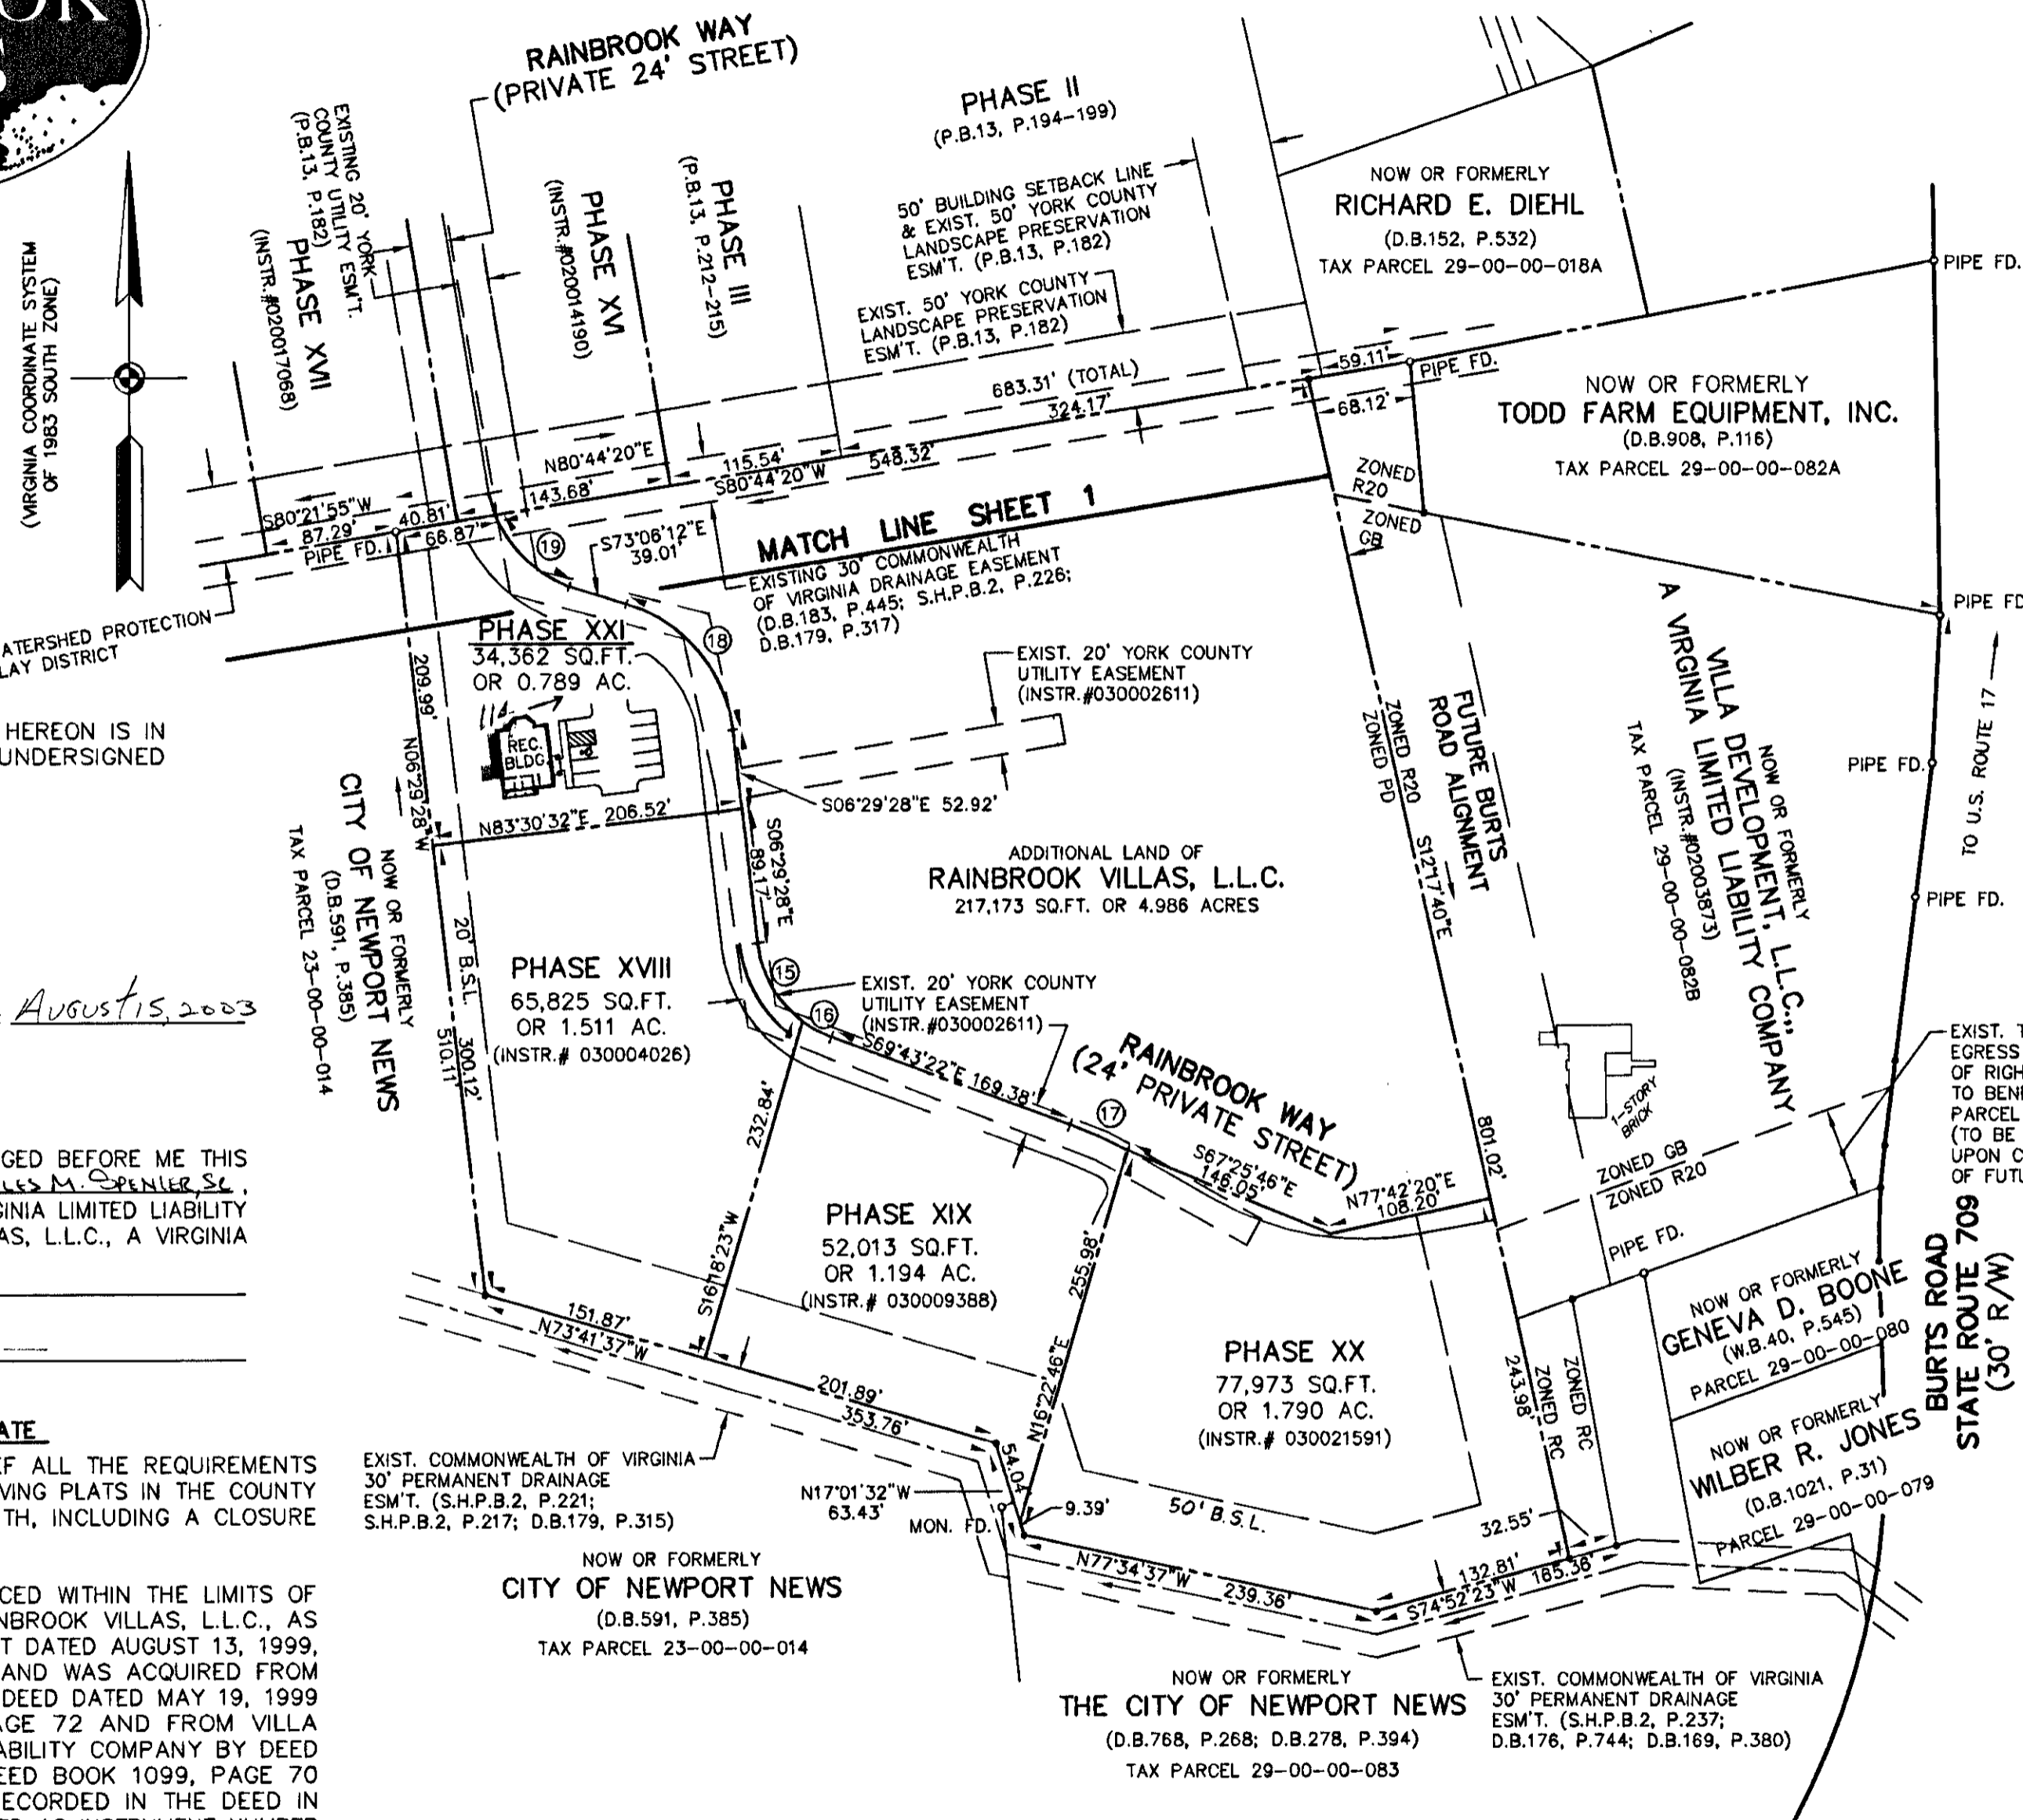 RAINBROOK WAY
(PRIVATE 24' STREET)
EXISTING 20' YORK
COUNTY UTILITY ESM'T.
(P.B.13, P.182)
PHASE XVII
(INSTR.#020017068)
PHASE XVI
(INSTR.#020014190)
PHASE III
(P.B.13, P.212-215)
PHASE II
(P.B.13, P.194-199)
50' BUILDING SETBACK LINE
& EXIST. 50' YORK COUNTY
LANDSCAPE PRESERVATION
ESM'T. (P.B.13, P.182)
EXIST. 50' YORK COUNTY
LANDSCAPE PRESERVATION
ESM'T. (P.B.13, P.182)
NOW OR FORMERLY
RICHARD E. DIEHL
(D.B.152, P.532)
TAX PARCEL 29-00-00-018A
PIPE FD.
(VIRGINIA COORDINATE SYSTEM
OF 1983 SOUTH ZONE)
683.31' (TOTAL)
324.17'
59.11'
PIPE FD.
68.12'
NOW OR FORMERLY
TODD FARM EQUIPMENT, INC.
(D.B.908, P.116)
TAX PARCEL 29-00-00-082A
N80°44'20"E
115.54'
548.32'
143.68'
S80°44'20"W
S80°21'55"W
40.81'
87.29'
66.87'
PIPE FD.
19
S73°06'12"E
39.01'
MATCH LINE SHEET 1
ZONED
R20
ZONED
GB
EXISTING 30' COMMONWEALTH
OF VIRGINIA DRAINAGE EASEMENT
(D.B.183, P.445; S.H.P.B.2, P.226;
D.B.179, P.317)
ATERSHED PROTECTION
LAY DISTRICT
PHASE XXI
34,362 SQ.FT.
OR 0.789 AC.
18
EXIST. 20' YORK COUNTY
UTILITY EASEMENT
(INSTR.#030002611)
PIPE FD
HEREON IS IN
UNDERSIGNED
209.99'
N06°29'28"W
REC.
BLDG.
S06°29'28"E 52.92'
N83°30'32"E 206.52'
S06°29'28"E
89.17'
ZONED R20
ZONED PD
FUTURE BURTS
ROAD ALIGNMENT
S12°17'40"E
NOW OR FORMERLY
VILLA DEVELOPMENT, L.L.C.,
A VIRGINIA LIMITED LIABILITY COMPANY
(INSTR.#02003873)
TAX PARCEL 29-00-00-082B
PIPE FD.
TO U.S. ROUTE 17
PIPE FD.
NOW OR FORMERLY
CITY OF NEWPORT NEWS
(D.B.591, P.385)
TAX PARCEL 23-00-00-014
ADDITIONAL LAND OF
RAINBROOK VILLAS, L.L.C.
217,173 SQ.FT. OR 4.986 ACRES
20' B.S.L.
300.12'
510.11'
PHASE XVIII
65,825 SQ.FT.
OR 1.511 AC.
(INSTR.# 030004026)
15
16
EXIST. 20' YORK COUNTY
UTILITY EASEMENT
(INSTR.#030002611)
August 15, 2003
S69°43'22"E 169.38'
17
RAINBROOK WAY
(24' PRIVATE STREET)
S67°25'46"E
146.05'
N77°42'20"E
108.20'
801.02'
1-STORY
BRICK
EXIST. T
EGRESS
OF RIGH
TO BEN
PARCEL
(TO BE
UPON C
OF FUTU
ZONED GB
ZONED R20
GED BEFORE ME THIS
LES M. SPENCER, SR.,
GINIA LIMITED LIABILITY
AS, L.L.C., A VIRGINIA
232.84'
S16°18'23"W
PHASE XIX
52,013 SQ.FT.
OR 1.194 AC.
(INSTR.# 030009388)
255.98'
N16°22'46"E
PIPE FD.
NOW OR FORMERLY
GENEVA D. BOONE
(W.B.40, P.545)
PARCEL 29-00-00-080
BURTS ROAD
STATE ROUTE 709
(30' R/W)
151.87'
N73°41'37"W
201.89'
353.76'
PHASE XX
77,973 SQ.FT.
OR 1.790 AC.
(INSTR.# 030021591)
243.98'
ZONED RC
ZONED RC
NOW OR FORMERLY
WILBER R. JONES
(D.B.1021, P.31)
PARCEL 29-00-00-079
ATE
EF ALL THE REQUIREMENTS
VING PLATS IN THE COUNTY
TH, INCLUDING A CLOSURE
EXIST. COMMONWEALTH OF VIRGINIA
30' PERMANENT DRAINAGE
ESM'T. (S.H.P.B.2, P.221;
S.H.P.B.2, P.217; D.B.179, P.315)
54.04'
N17°01'32"W
63.43'
MON. FD.
9.39'
50' B.S.L.
32.55'
N77°34'37"W 239.36'
132.81'
S74°52'23"W 165.36'
NOW OR FORMERLY
CITY OF NEWPORT NEWS
(D.B.591, P.385)
TAX PARCEL 23-00-00-014
CED WITHIN THE LIMITS OF
NBROOK VILLAS, L.L.C., AS
T DATED AUGUST 13, 1999,
AND WAS ACQUIRED FROM
DEED DATED MAY 19, 1999
AGE 72 AND FROM VILLA
ABILITY COMPANY BY DEED
EED BOOK 1099, PAGE 70
RECORDED IN THE DEED IN
NOW OR FORMERLY
THE CITY OF NEWPORT NEWS
(D.B.768, P.268; D.B.278, P.394)
TAX PARCEL 29-00-00-083
EXIST. COMMONWEALTH OF VIRGINIA
30' PERMANENT DRAINAGE
ESM'T. (S.H.P.B.2, P.237;
D.B.176, P.744; D.B.169, P.380)